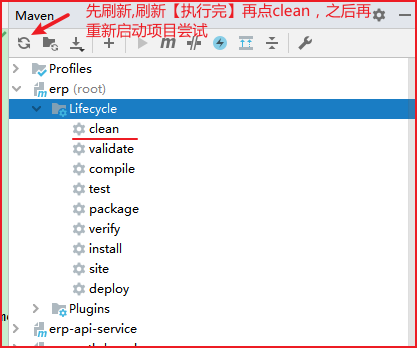 Maven
先刷新,刷新【执行完】再点clean，之后再
重新启动项目尝试
Profiles
erp (root)
Lifecycle
clean
validate
compile
test
package
verify
install
site
deploy
Plugins
erp-api-service